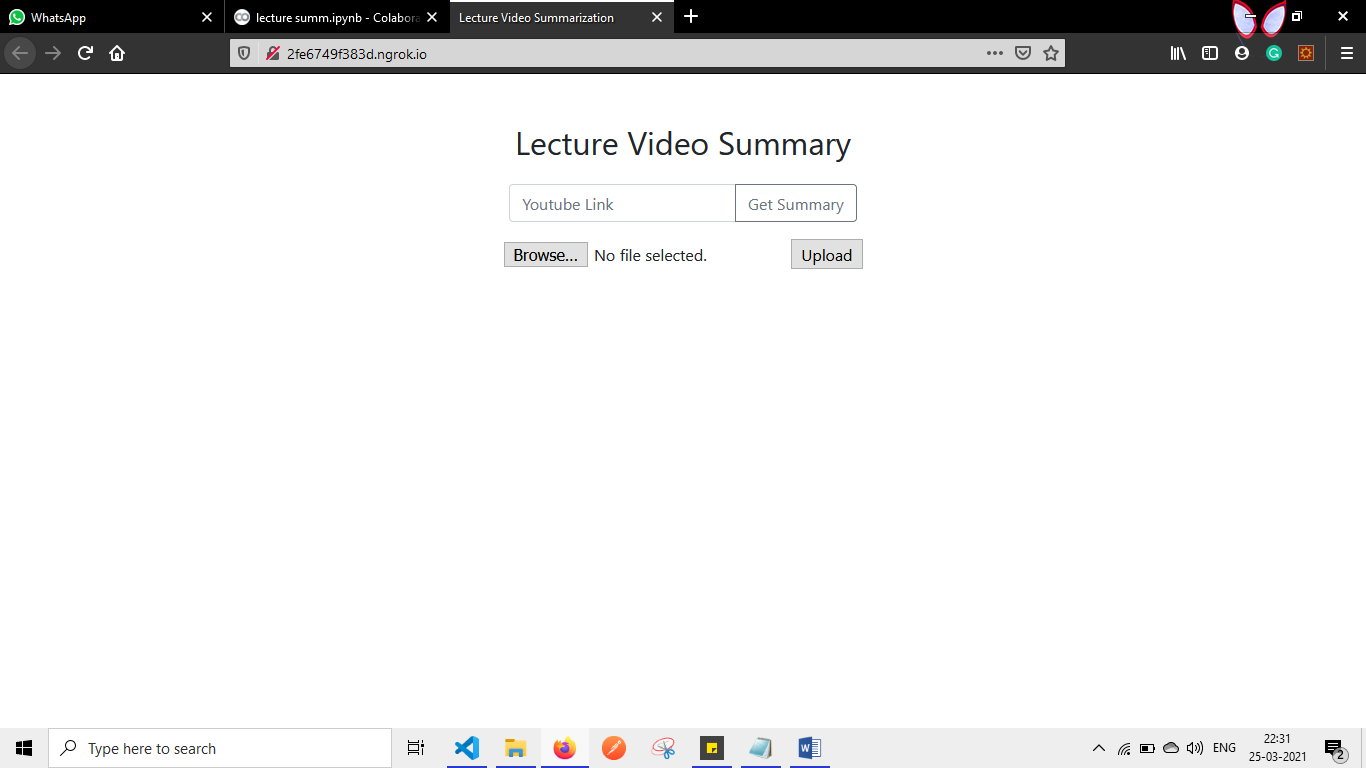 WhatsApp
lecture summ.ipynb - Colabora
Lecture Video Summarization
2fe6749f383d.ngrok.io
Lecture Video Summary
Youtube Link Get Summary
Browse... No file selected. Upload
Type here to search
ENG
22:31
25-03-2021
2